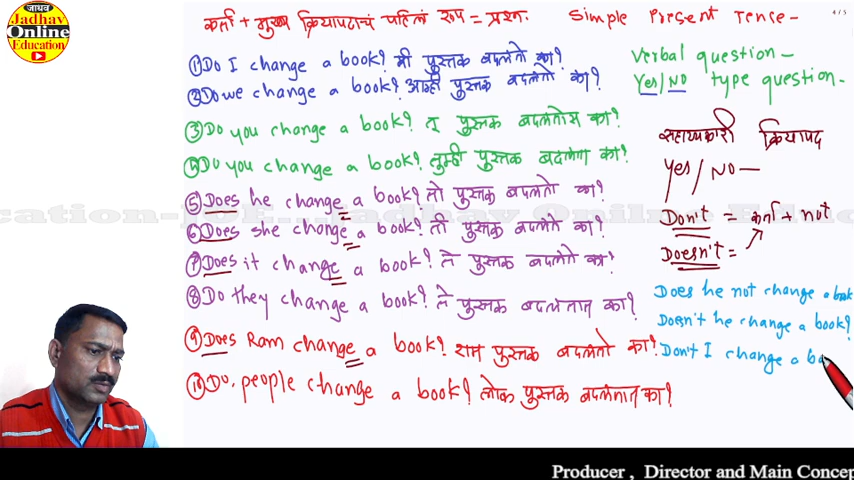 जाधव
Jadhav
Online
Education
कर्ता + मुख्य क्रियापदाचं पहिलं रूप = प्रश्न. Simple Present Tense -
4/5
① Do I change a book? मी पुस्तक बदलतो का?
② Do we change a book? आम्ही पुस्तक बदलतो का?
③ Do you change a book? तू पुस्तक बदलतोस का?
④ Do you change a book? तुम्ही पुस्तक बदलता का?
⑤ Does he change a book? तो पुस्तक बदलतो का?
⑥ Does she change a book? ती पुस्तक बदलते का?
⑦ Does it change a book? ते पुस्तक बदलते का?
⑧ Do they change a book? ते पुस्तक बदलतात का?
⑨ Does Ram change a book? राम पुस्तक बदलतो का?
⑩ Do, people change a book? लोक पुस्तक बदलतात का?
Verbal question -
Yes/No type question -
सहाय्यकारी क्रियापद
Yes/No -
Don't = कर्ता + not
Doesn't =
Does he not change a book
Doesn't he change a book?
Don't I change a bo
Producer , Director and Main Concep